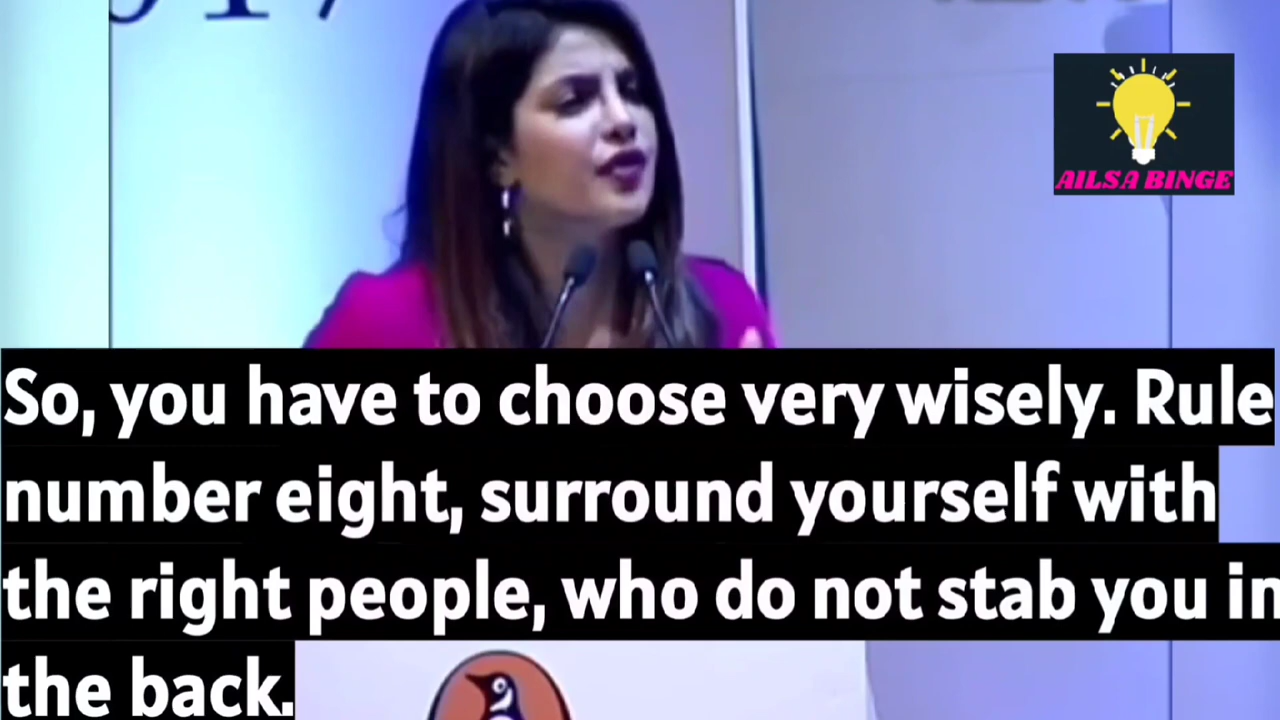 AILSA BINGE
So, you have to choose very wisely. Rule
number eight, surround yourself with
the right people, who do not stab you in
the back.